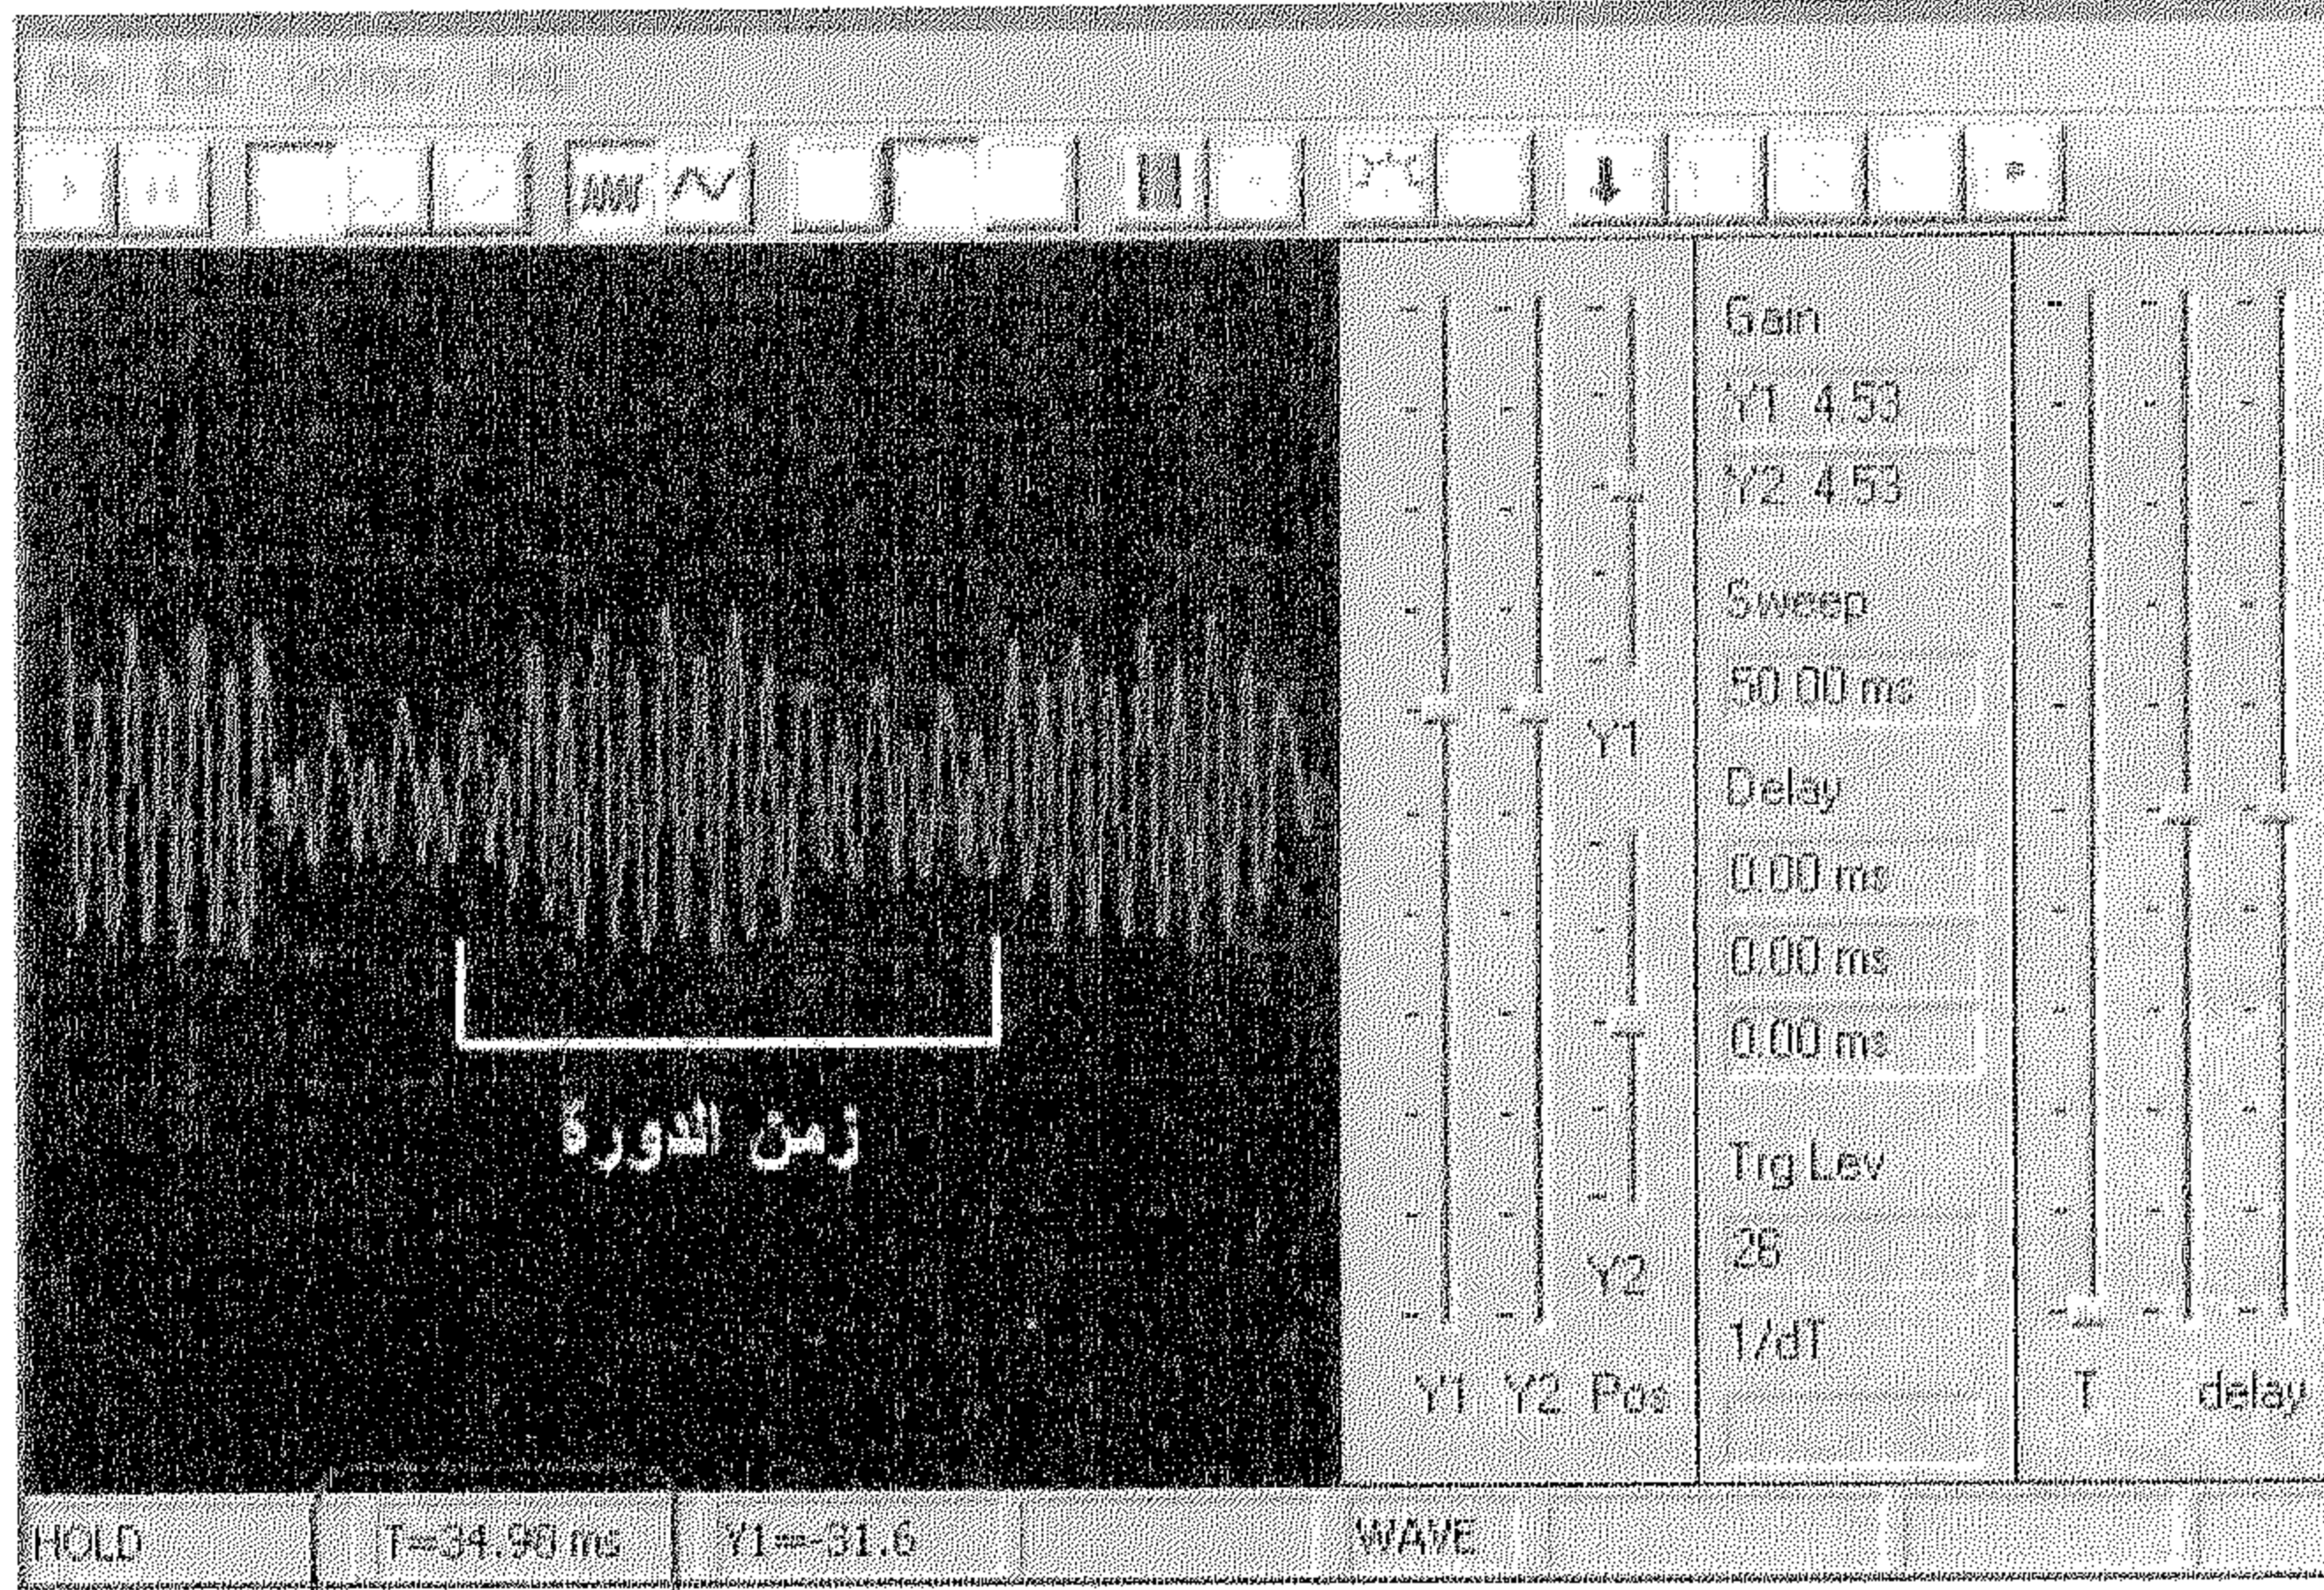 زمن الدورة
Gain
Y1 4.53
Y2 4.53
Sweep
50.00 ms
Delay
0.00 ms
0.00 ms
0.00 ms
Trg Lev
26
1/dT
Y1
Y2
Y1 Y2 Pos
T delay
HOLD
T=34.98 ms
Y1=-31.6
WAVE